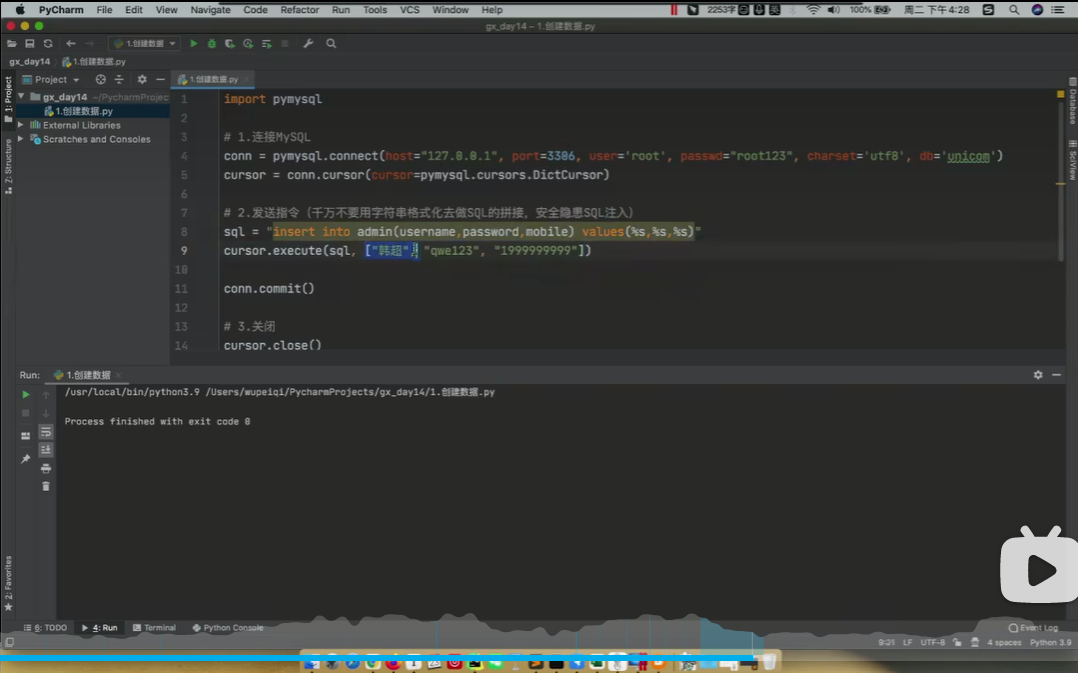 PyCharm File Edit View Navigate Code Refactor Run Tools VCS Window Help 2253字 英 100% 周二 下午4:28
gx_day14 – 1.创建数据.py
1.创建数据
gx_day14 1.创建数据.py
Project
1.创建数据.py
gx_day14 ~/PycharmProjec
1.创建数据.py
External Libraries
Scratches and Consoles
1: Project
Z: Structure
2: Favorites
Database
SciView
1 import pymysql
2
3 # 1.连接MySQL
4 conn = pymysql.connect(host="127.0.0.1", port=3306, user='root', passwd="root123", charset='utf8', db='unicom')
5 cursor = conn.cursor(cursor=pymysql.cursors.DictCursor)
6
7 # 2.发送指令（千万不要用字符串格式化去做SQL的拼接，安全隐患SQL注入）
8 sql = "insert into admin(username,password,mobile) values(%s,%s,%s)"
9 cursor.execute(sql, ["韩超", "qwe123", "1999999999"])
10
11 conn.commit()
12
13 # 3.关闭
14 cursor.close()
Run: 1.创建数据
/usr/local/bin/python3.9 /Users/wupeiqi/PycharmProjects/gx_day14/1.创建数据.py
Process finished with exit code 0
6: TODO 4: Run Terminal Python Console Event Log
9:21 LF UTF-8 4 spaces Python 3.9